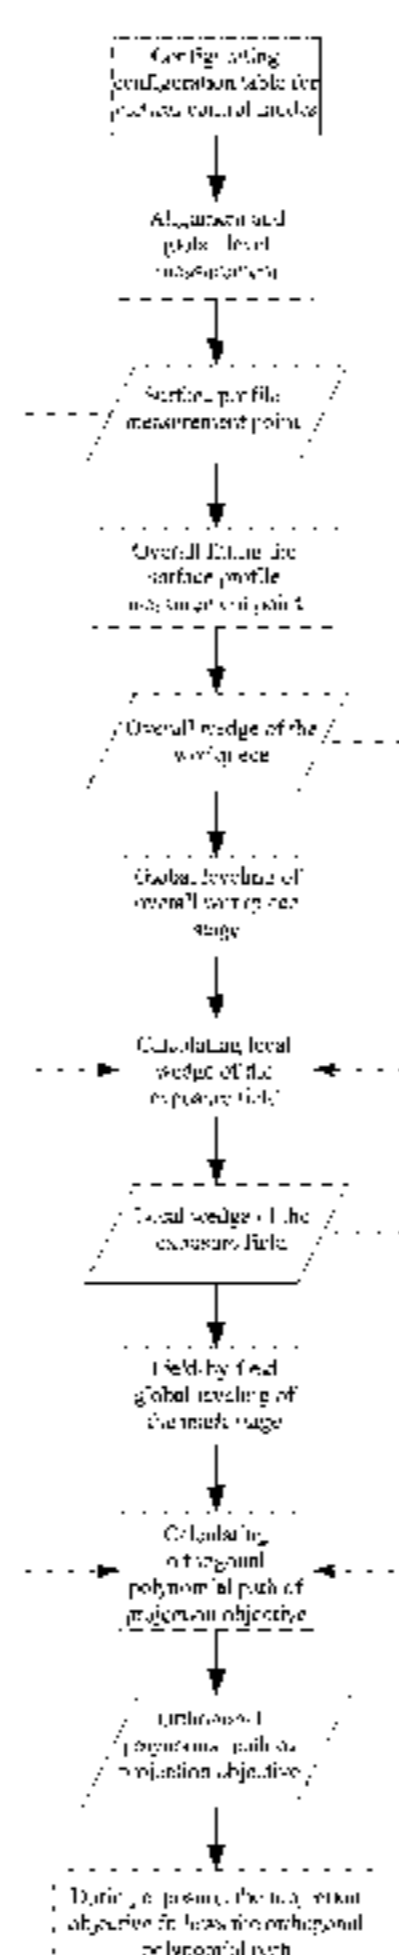 Configurating
configuration table for
various control modes
Alignment and
global level
measurement
Surface profile
measurement point
Overall fitting the
surface profile
measurement point
Overall wedge of the
workpiece
Global leveling of
overall workpiece
stage
Calculating local
wedge of the
exposure field
Local wedge of the
exposure field
Field-by-field
global leveling of
the mask stage
Calculating
orthogonal
polynomial path of
projection objective
Orthogonal
polynomial path of
projection objective
During exposure, the projection
objective follows the orthogonal
polynomial path